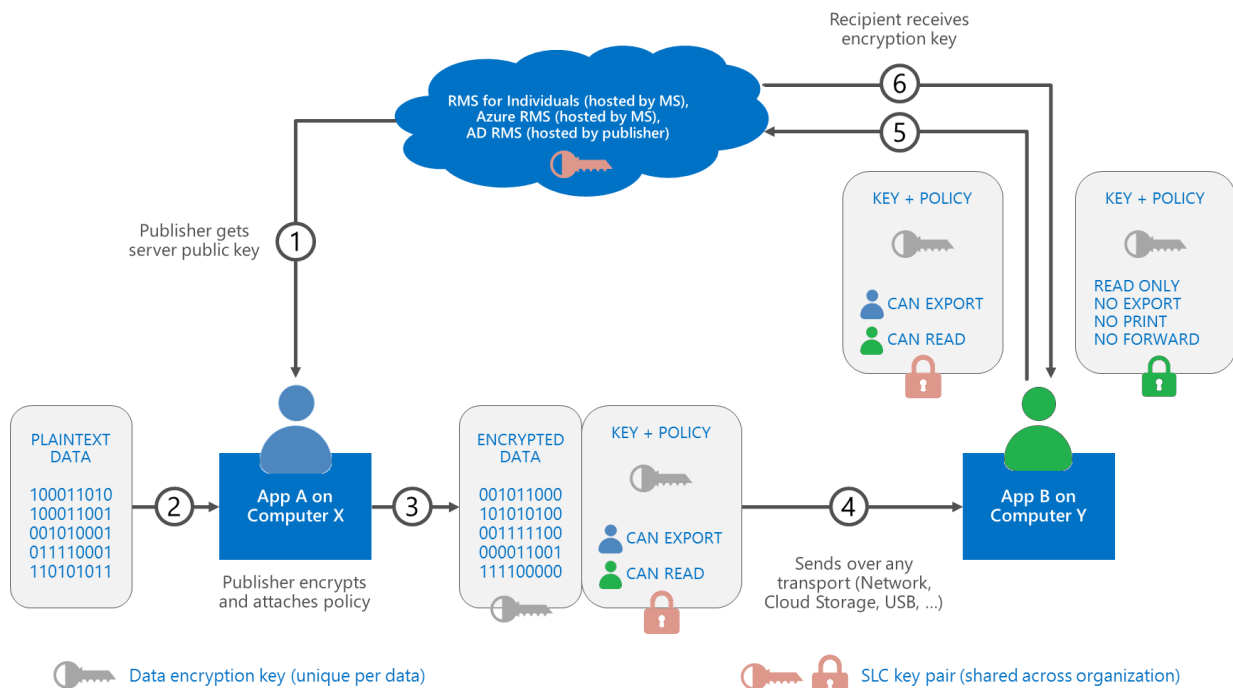 Recipient receives
encryption key
6
RMS for Individuals (hosted by MS),
Azure RMS (hosted by MS),
AD RMS (hosted by publisher)
5
KEY + POLICY
CAN EXPORT
CAN READ
KEY + POLICY
READ ONLY
NO EXPORT
NO PRINT
NO FORWARD
Publisher gets
server public key
1
PLAINTEXT
DATA
100011010
100011001
001010001
011110001
110101011
2
App A on
Computer X
Publisher encrypts
and attaches policy
3
ENCRYPTED
DATA
001011000
101010100
001111100
000011001
111100000
KEY + POLICY
CAN EXPORT
CAN READ
4
Sends over any
transport (Network,
Cloud Storage, USB, ...)
App B on
Computer Y
Data encryption key (unique per data)
SLC key pair (shared across organization)